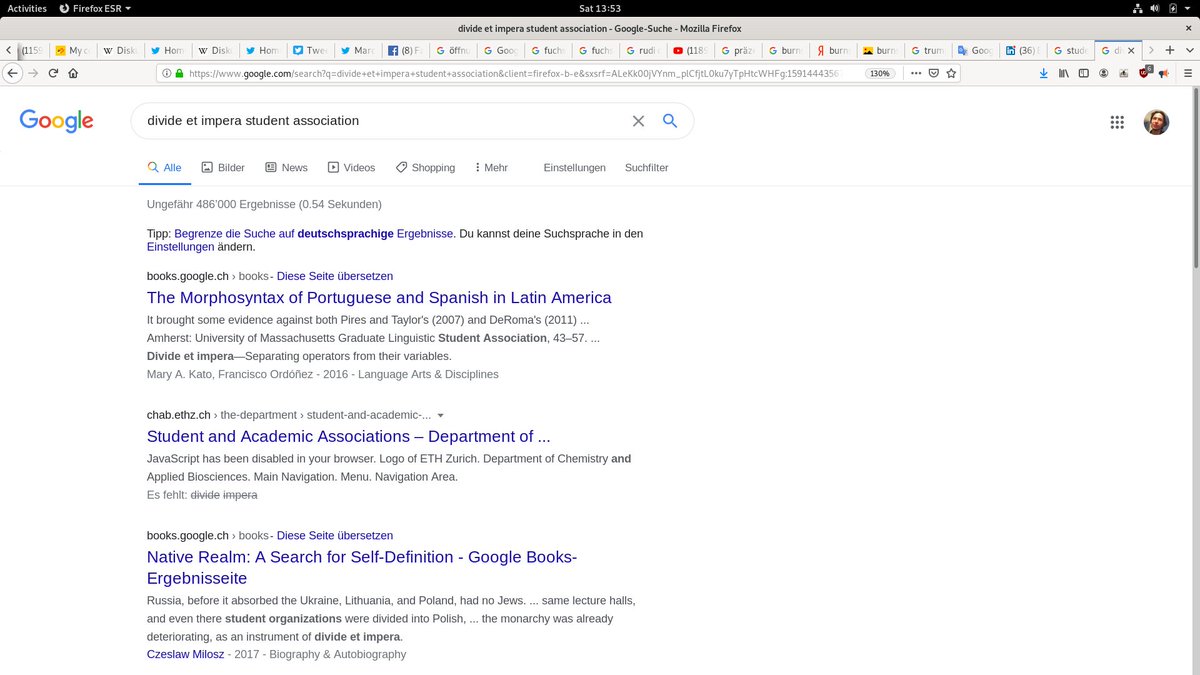 Activities Firefox ESR Sat 13:53
divide et impera student association - Google-Suche - Mozilla Firefox
(1159 My c Disk Hom Disk Hom Twee Marc (8) F öffn Goo fuch fuch rudi (1189 präz burn burn burn trum Goog (36) stude di
https://www.google.com/search?q=divide+et+impera+student+association&client=firefox-b-e&sxsrf=ALeKk00jVYnm_plCfjtL0ku7yTpHtcWHFg:1591444356 130%
Google
divide et impera student association
Alle Bilder News Videos Shopping Mehr Einstellungen Suchfilter
Ungefähr 486'000 Ergebnisse (0.54 Sekunden)
Tipp: Begrenze die Suche auf deutschsprachige Ergebnisse. Du kannst deine Suchsprache in den
Einstellungen ändern.
books.google.ch › books - Diese Seite übersetzen
The Morphosyntax of Portuguese and Spanish in Latin America
It brought some evidence against both Pires and Taylor's (2007) and DeRoma's (2011) ...
Amherst: University of Massachusetts Graduate Linguistic Student Association, 43–57. ...
Divide et impera—Separating operators from their variables.
Mary A. Kato, Francisco Ordóñez - 2016 - Language Arts & Disciplines
chab.ethz.ch › the-department › student-and-academic-...
Student and Academic Associations – Department of ...
JavaScript has been disabled in your browser. Logo of ETH Zurich. Department of Chemistry and
Applied Biosciences. Main Navigation. Menu. Navigation Area.
Es fehlt: divide impera
books.google.ch › books - Diese Seite übersetzen
Native Realm: A Search for Self-Definition - Google Books-
Ergebnisseite
Russia, before it absorbed the Ukraine, Lithuania, and Poland, had no Jews. ... same lecture halls,
and even there student organizations were divided into Polish, ... the monarchy was already
deteriorating, as an instrument of divide et impera.
Czeslaw Milosz - 2017 - Biography & Autobiography